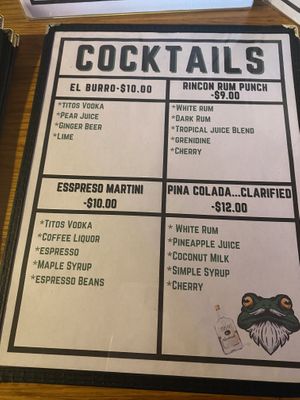 COCKTAILS
EL BURRO-$10.00
*Titos Vodka
*Pear Juice
*Ginger Beer
*Lime
RINCON RUM PUNCH
-$9.00
*White Rum
*Dark Rum
*Tropical Juice Blend
*Grenidine
*Cherry
ESSPRESO MARTINI
-$10.00
*Titos Vodka
*Coffee Liquor
*espresso
*Maple Syrup
*espresso Beans
PINA COLADA...CLARIFIED
-$12.00
* White Rum
*Pineapple Juice
*Coconut Milk
*Simple Syrup
*Cherry